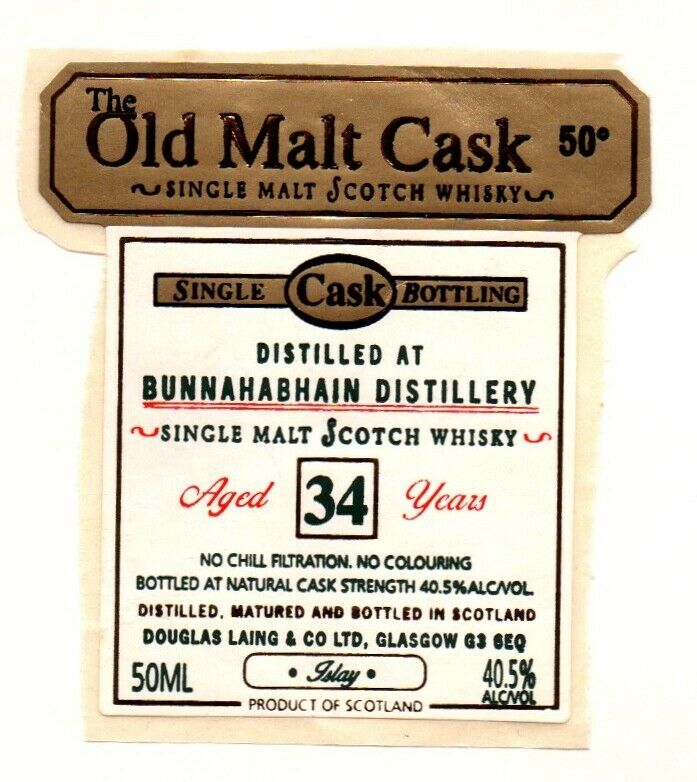 The
Old Malt Cask 50°
~SINGLE MALT SCOTCH WHISKY~
SINGLE Cask BOTTLING
DISTILLED AT
BUNNAHABHAIN DISTILLERY
~SINGLE MALT SCOTCH WHISKY~
Aged 34 Years
NO CHILL FILTRATION. NO COLOURING
BOTTLED AT NATURAL CASK STRENGTH 40.5%ALC/VOL.
DISTILLED, MATURED AND BOTTLED IN SCOTLAND
DOUGLAS LAING & CO LTD, GLASGOW G3 6EQ
50ML • Islay • 40.5%
ALC/VOL
PRODUCT OF SCOTLAND